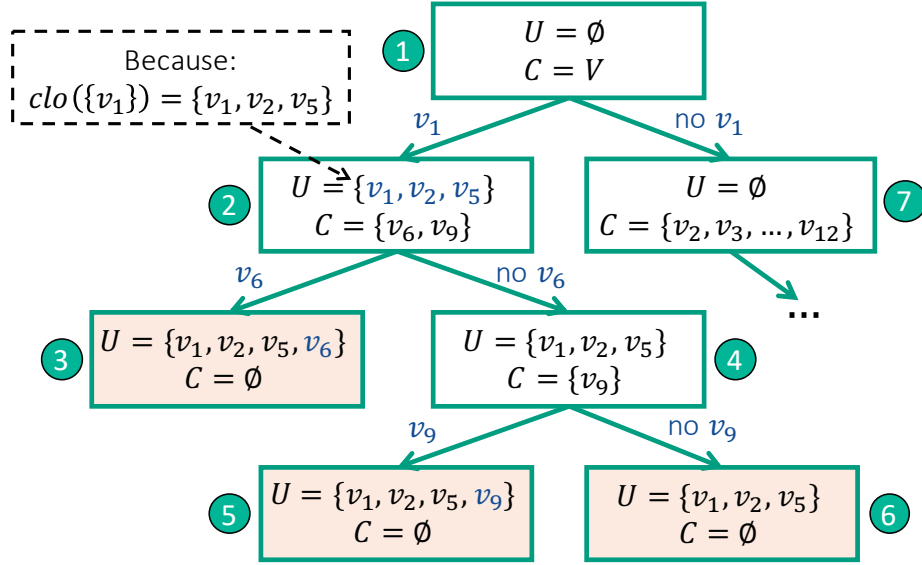 1
U = ∅
C = V
Because:
clo({v₁}) = {v₁, v₂, v₅}
v₁
no v₁
2
U = {v₁, v₂, v₅}
C = {v₆, v₉}
U = ∅
C = {v₂, v₃, …, v₁₂}
7
v₆
no v₆
...
3
U = {v₁, v₂, v₅, v₆}
C = ∅
U = {v₁, v₂, v₅}
C = {v₉}
4
v₉
no v₉
5
U = {v₁, v₂, v₅, v₉}
C = ∅
U = {v₁, v₂, v₅}
C = ∅
6